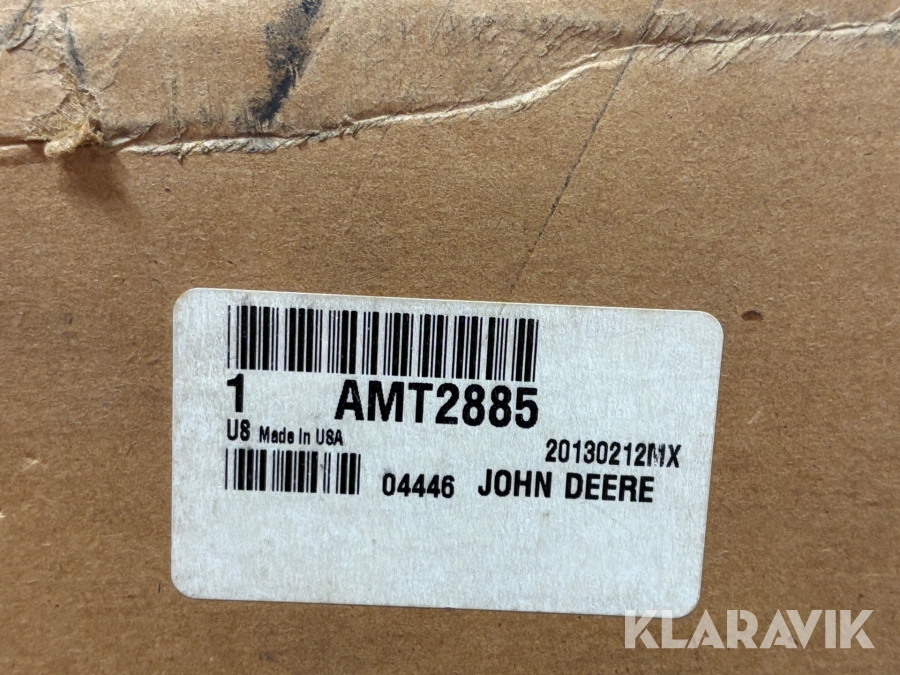 1 AMT2885
US Made In USA
20130212MX
04446 JOHN DEERE
KLARAVIK